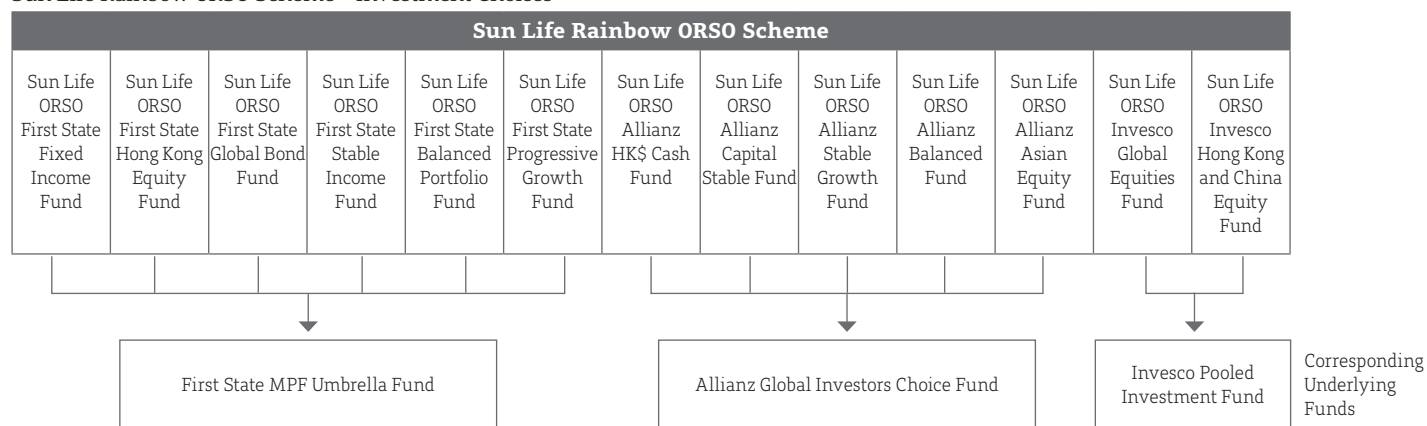 Sun Life Rainbow ORSO Scheme
Sun Life
ORSO
First State
Fixed
Income
Fund
Sun Life
ORSO
First State
Hong Kong
Equity
Fund
Sun Life
ORSO
First State
Global Bond
Fund
Sun Life
ORSO
First State
Stable
Income
Fund
Sun Life
ORSO
First State
Balanced
Portfolio
Fund
Sun Life
ORSO
First State
Progressive
Growth
Fund
Sun Life
ORSO
Allianz
HK$ Cash
Fund
Sun Life
ORSO
Allianz
Capital
Stable Fund
Sun Life
ORSO
Allianz
Stable
Growth
Fund
Sun Life
ORSO
Allianz
Balanced
Fund
Sun Life
ORSO
Allianz
Asian
Equity
Fund
Sun Life
ORSO
Invesco
Global
Equities
Fund
Sun Life
ORSO
Invesco
Hong Kong
and China
Equity
Fund
First State MPF Umbrella Fund
Allianz Global Investors Choice Fund
Invesco Pooled
Investment Fund
Corresponding
Underlying
Funds